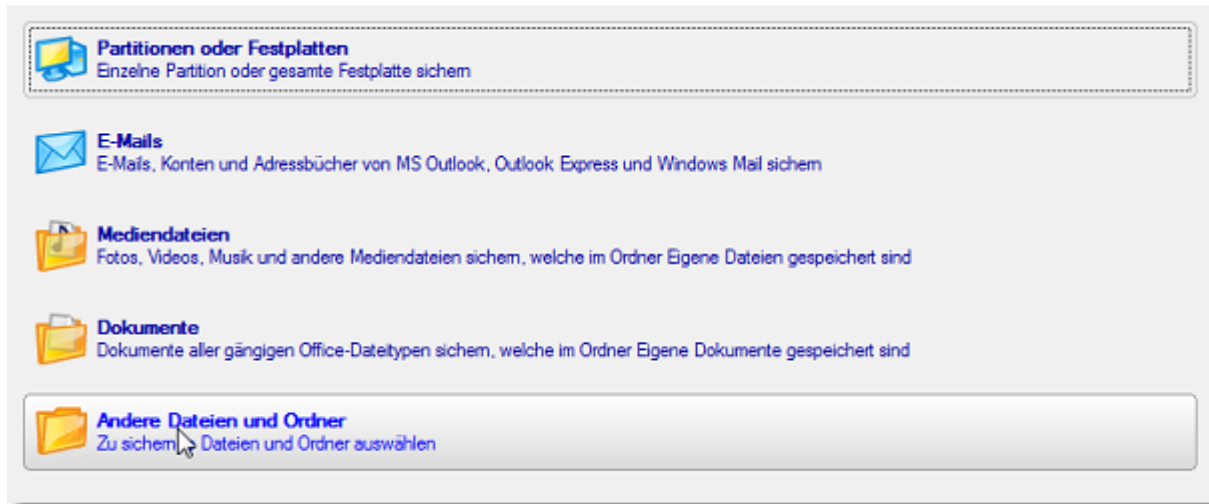 Partitionen oder Festplatten
Einzelne Partition oder gesamte Festplatte sichern
E-Mails
E-Mails, Konten und Adressbücher von MS Outlook, Outlook Express und Windows Mail sichern
Mediendateien
Fotos, Videos, Musik und andere Mediendateien sichern, welche im Ordner Eigene Dateien gespeichert sind
Dokumente
Dokumente aller gängigen Office-Dateitypen sichern, welche im Ordner Eigene Dokumente gespeichert sind
Andere Dateien und Ordner
Zu sichern Dateien und Ordner auswählen